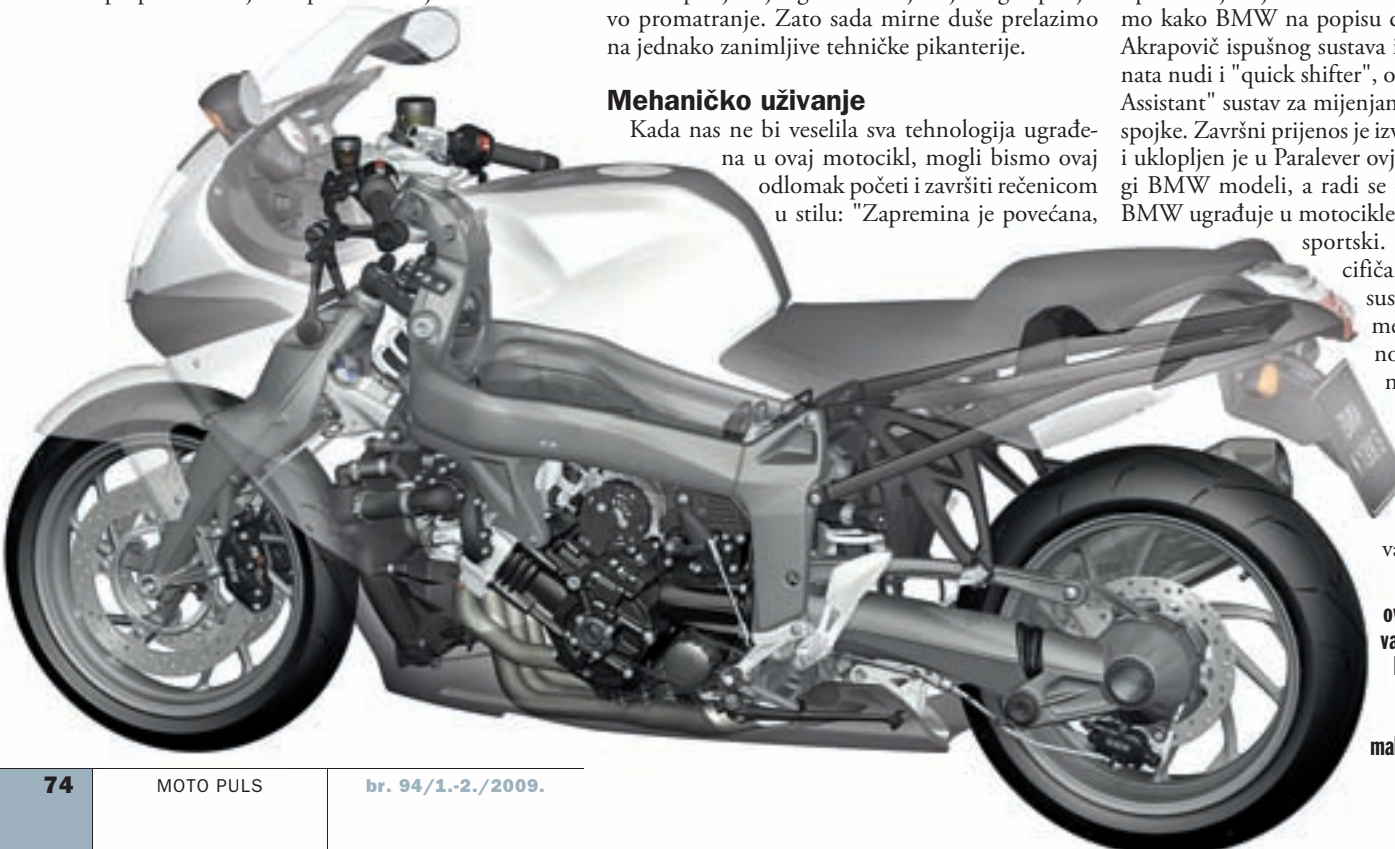 vo promatranje. Zato sada mirne duše prelazimo
na jednako zanimljive tehničke pikanterije.
Mehaničko uživanje
Kada nas ne bi veselila sva tehnologija ugrađe-
na u ovaj motocikl, mogli bismo ovaj
odlomak početi i završiti rečenicom
u stilu: "Zapremina je povećana,
mo kako BMW na popisu
Akrapovič ispušnog sustava
nata nudi i "quick shifter",
Assistant" sustav za
spojke. Završni prijenos je
i uklopljen je u Paralever
gi BMW modeli, a radi se
BMW ugrađuje u motocikle
sportski.
74
MOTO PULS
br. 94/1.-2./2009.